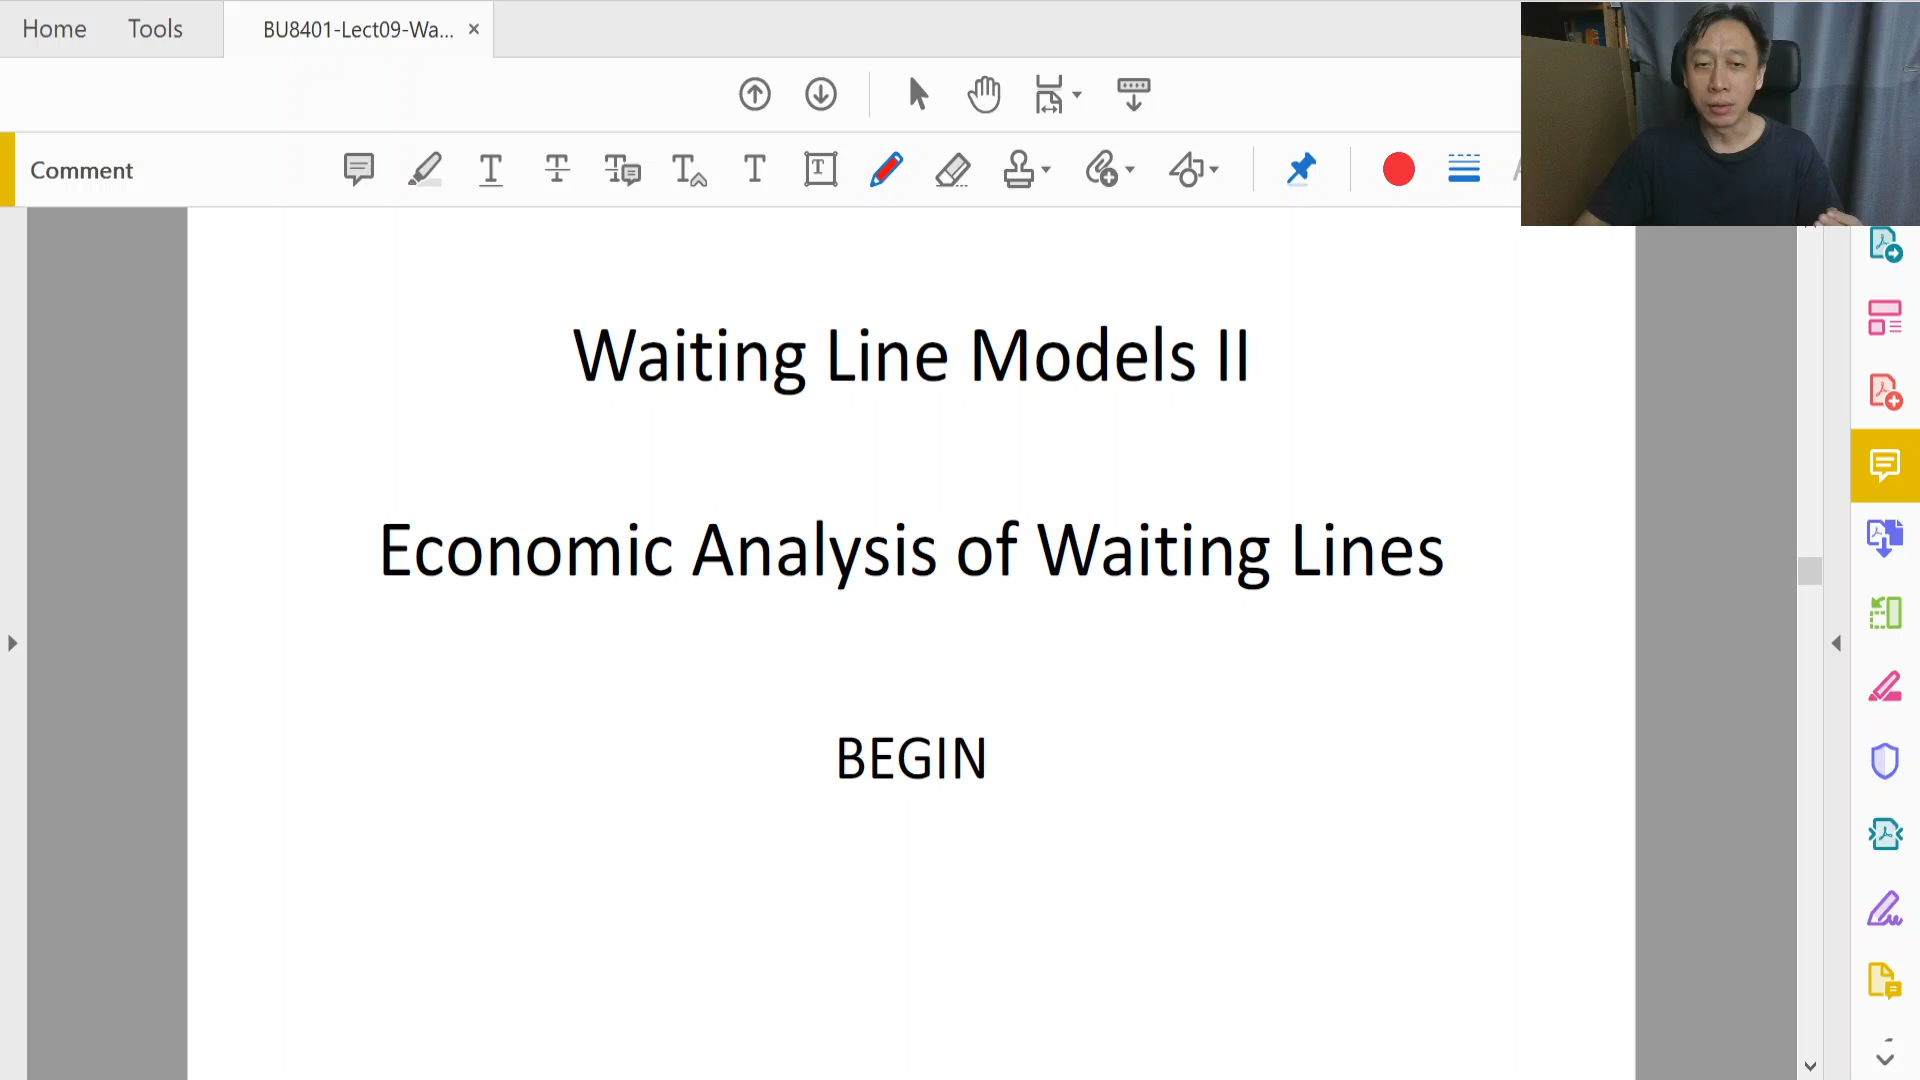 Home Tools BU8401-Lect09-Wa... ×
Comment
Waiting Line Models II
Economic Analysis of Waiting Lines
BEGIN